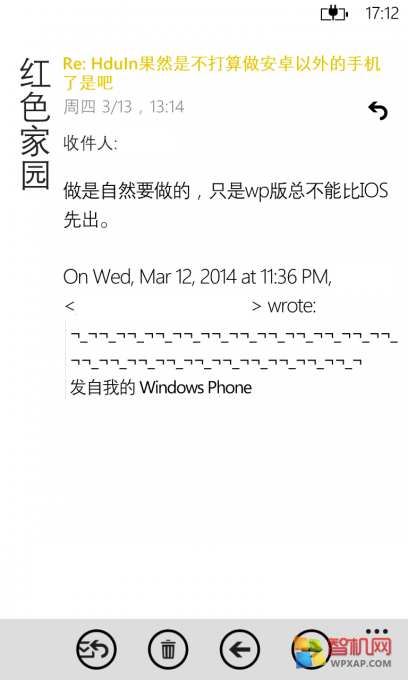 17:12
红色家园
Re: HduIn果然是不打算做安卓以外的手机
了是吧
周四 3/13，13:14
收件人:
做是自然要做的，只是wp版总不能比IOS
先出。
On Wed, Mar 12, 2014 at 11:36 PM,
< > wrote:
¬_¬¬_¬¬_¬¬_¬¬_¬¬_¬¬_¬¬_¬¬_¬¬_¬¬_¬¬_
¬¬_¬¬_¬¬_¬¬_¬¬_¬¬_¬¬_¬¬_¬¬_¬¬_¬
发自我的 Windows Phone
智机网
WPXAP.COM